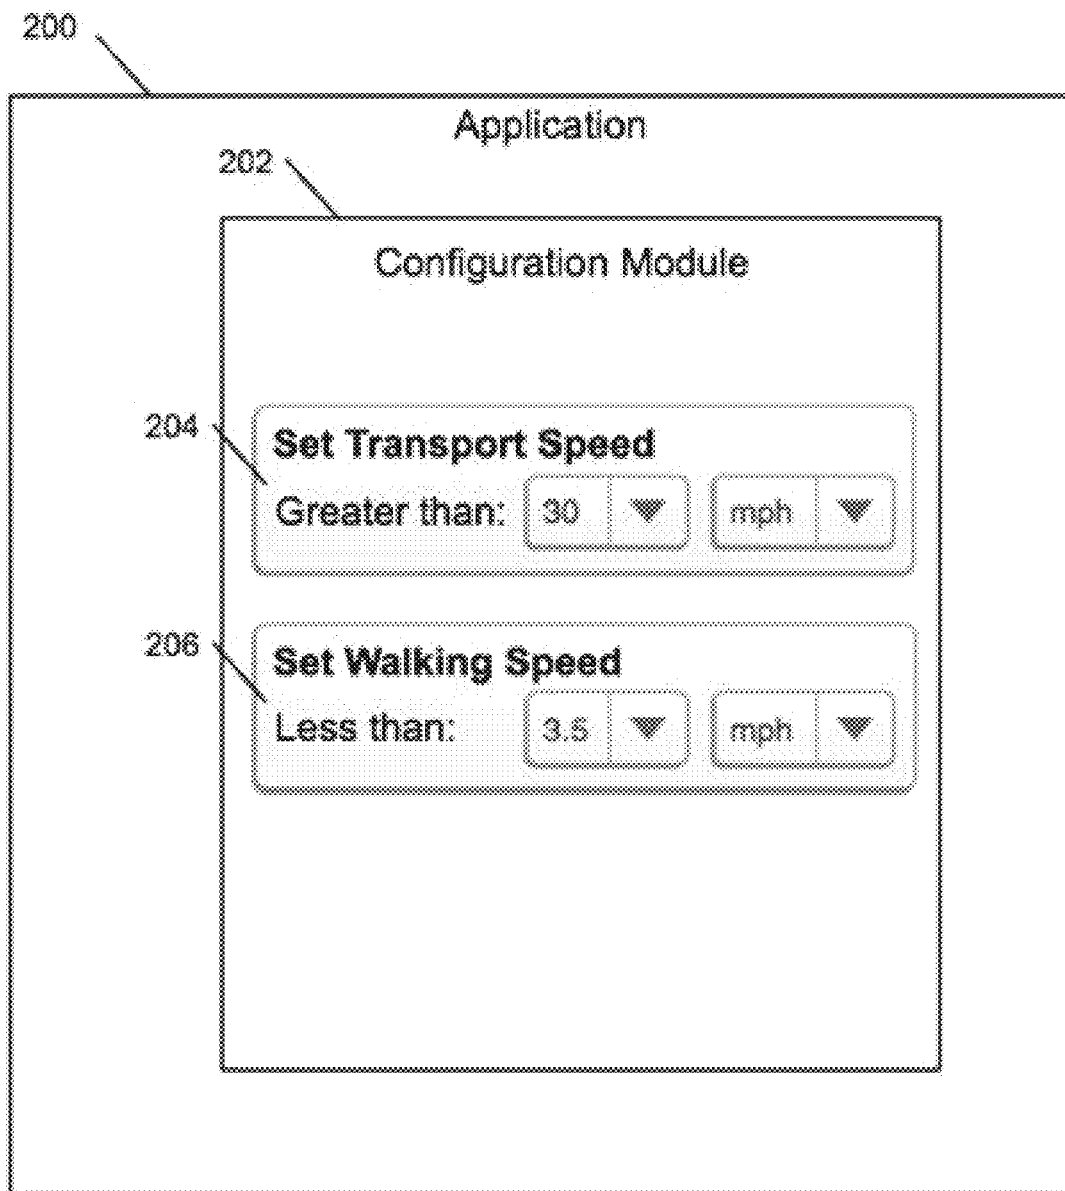 200
Application
202
Configuration Module
204
Set Transport Speed
Greater than: 30 mph
206
Set Walking Speed
Less than: 3.5 mph